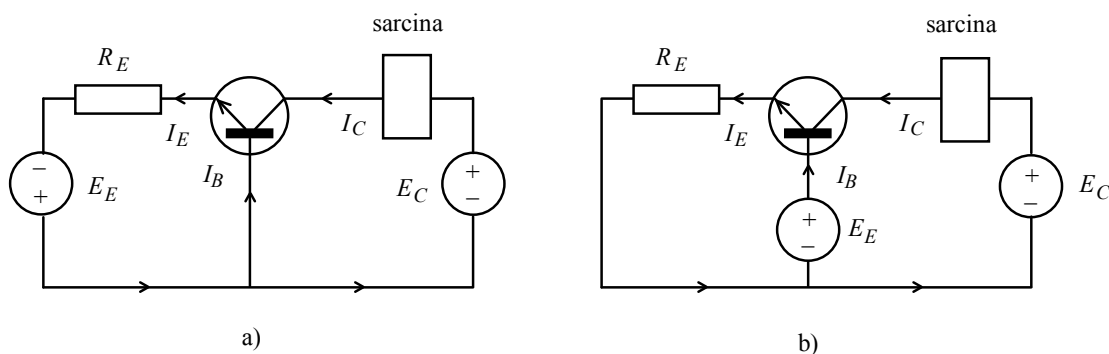 sarcina
R_E
I_E
I_C
I_B
−
+
E_E
+
−
E_C
a)
sarcina
R_E
I_E
I_C
I_B
+
−
E_E
+
−
E_C
b)